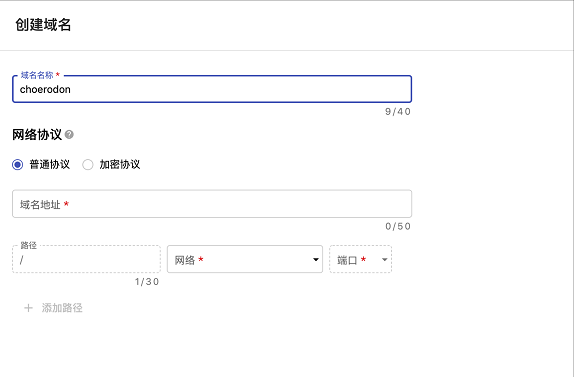 创建域名
域名名称 *
choerodon
9/40
网络协议 ?
普通协议 加密协议
域名地址 *
0/50
路径
/ 网络 * 端口 *
1/30
+ 添加路径